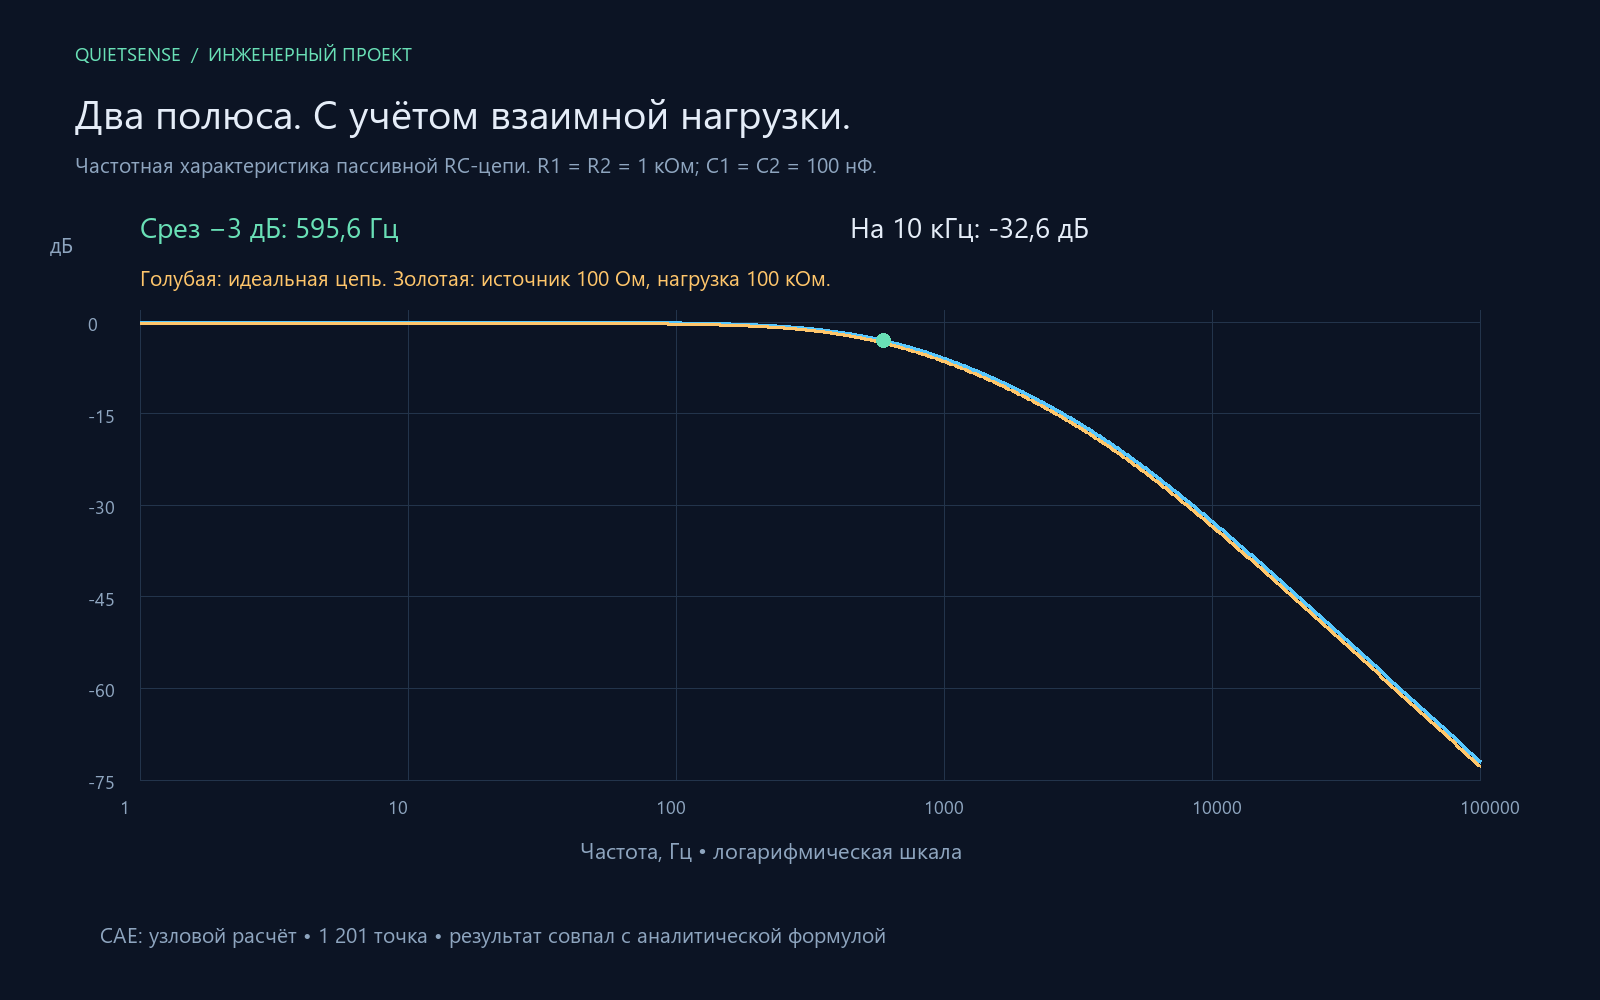 QUIETSENSE / ИНЖЕНЕРНЫЙ ПРОЕКТ
Два полюса. С учётом взаимной нагрузки.
Частотная характеристика пассивной RC-цепи. R1 = R2 = 1 кОм; C1 = C2 = 100 нФ.
Срез −3 дБ: 595,6 Гц
На 10 кГц: -32,6 дБ
дБ
Голубая: идеальная цепь. Золотая: источник 100 Ом, нагрузка 100 кОм.
0
-15
-30
-45
-60
-75
1 10 100 1000 10000 100000
Частота, Гц • логарифмическая шкала
CAE: узловой расчёт • 1 201 точка • результат совпал с аналитической формулой